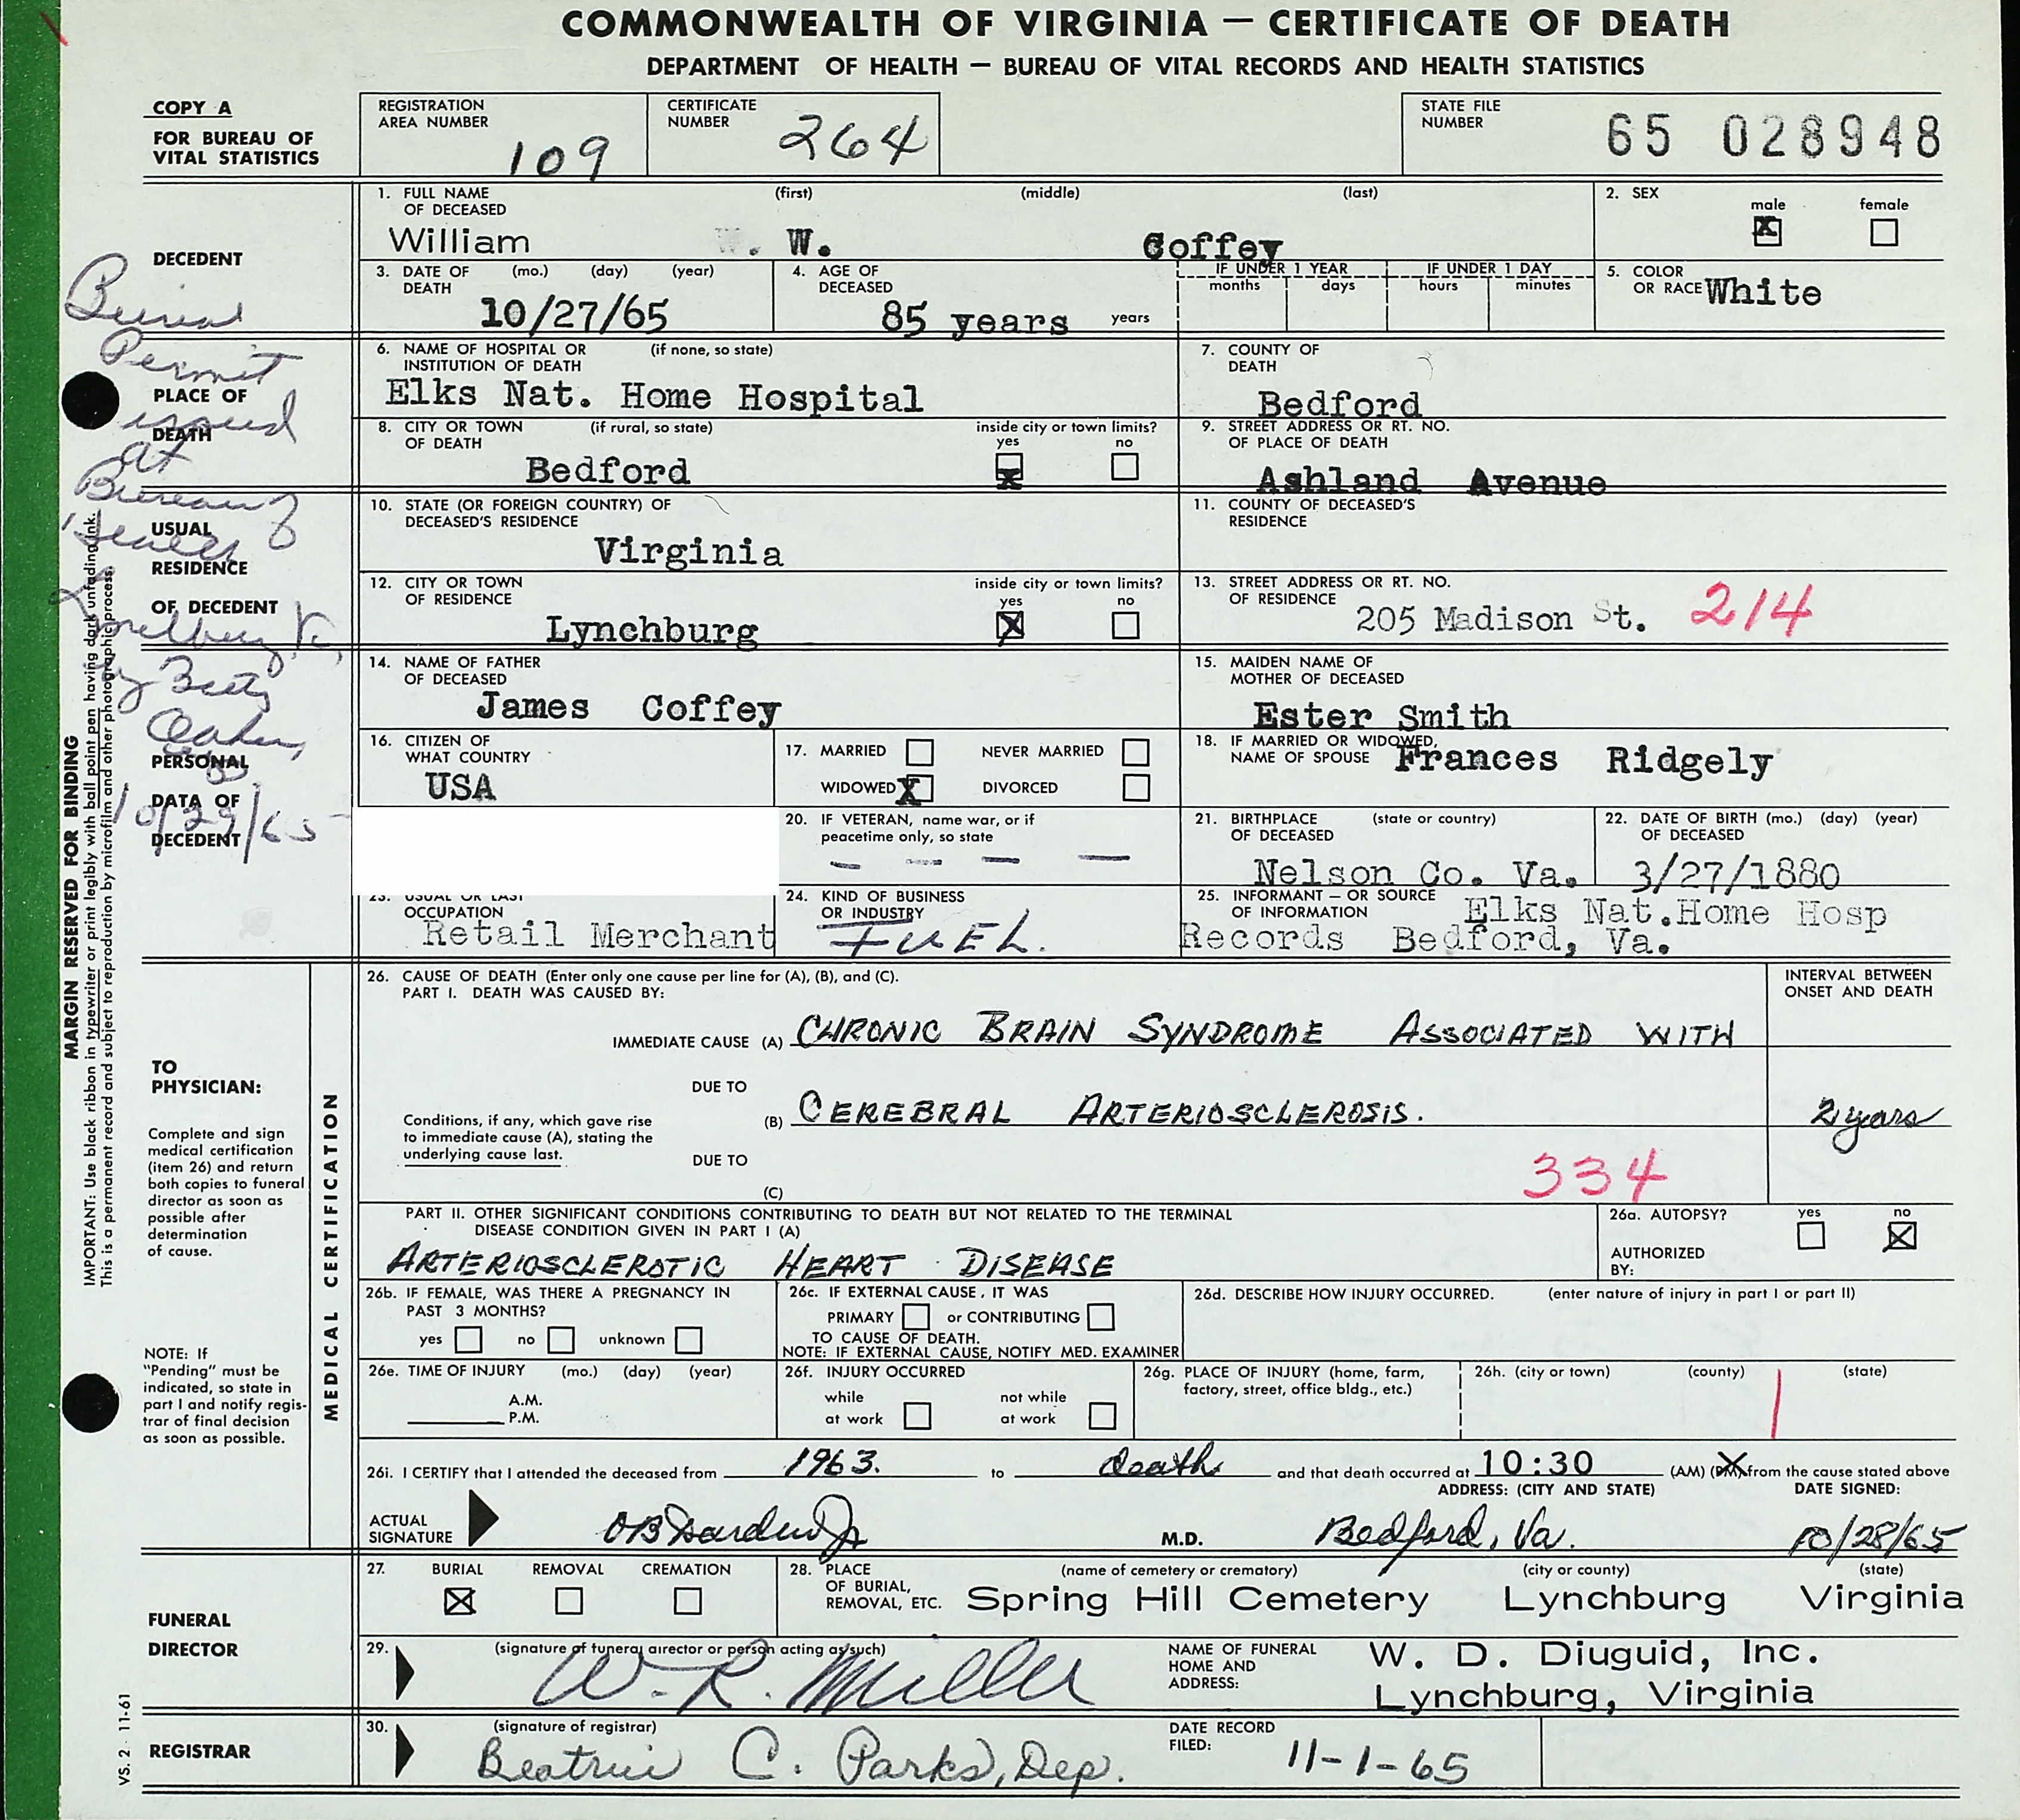 COMMONWEALTH OF VIRGINIA — CERTIFICATE OF DEATH
DEPARTMENT OF HEALTH — BUREAU OF VITAL RECORDS AND HEALTH STATISTICS
COPY A
FOR BUREAU OF
VITAL STATISTICS
REGISTRATION
AREA NUMBER
109
CERTIFICATE
NUMBER
264
STATE FILE
NUMBER
65 028948
DECEDENT
1. FULL NAME (first) (middle) (last)
OF DECEASED
William W. Coffey
2. SEX
male female
X
3. DATE OF (mo.) (day) (year)
DEATH
10/27/65
4. AGE OF
DECEASED
85 years years
IF UNDER 1 YEAR
months days
IF UNDER 1 DAY
hours minutes
5. COLOR
OR RACE White
PLACE OF
DEATH
6. NAME OF HOSPITAL OR (if none, so state)
INSTITUTION OF DEATH
Elks Nat. Home Hospital
7. COUNTY OF
DEATH
Bedford
8. CITY OR TOWN (if rural, so state) inside city or town limits?
OF DEATH yes no
Bedford X
9. STREET ADDRESS OR RT. NO.
OF PLACE OF DEATH
Ashland Avenue
USUAL
RESIDENCE
OF DECEDENT
10. STATE (OR FOREIGN COUNTRY) OF
DECEASED'S RESIDENCE
Virginia
11. COUNTY OF DECEASED'S
RESIDENCE
12. CITY OR TOWN inside city or town limits?
OF RESIDENCE yes no
Lynchburg X
13. STREET ADDRESS OR RT. NO.
OF RESIDENCE
205 Madison St. 214
PERSONAL
DATA OF
DECEDENT
14. NAME OF FATHER
OF DECEASED
James Coffey
15. MAIDEN NAME OF
MOTHER OF DECEASED
Ester Smith
16. CITIZEN OF
WHAT COUNTRY
USA
17. MARRIED NEVER MARRIED
WIDOWED X DIVORCED
18. IF MARRIED OR WIDOWED,
NAME OF SPOUSE Frances Ridgely
20. IF VETERAN, name war, or if
peacetime only, so state
— — — —
21. BIRTHPLACE (state or country)
OF DECEASED
Nelson Co. Va.
22. DATE OF BIRTH (mo.) (day) (year)
OF DECEASED
3/27/1880
23. USUAL OR LAST
OCCUPATION
Retail Merchant
24. KIND OF BUSINESS
OR INDUSTRY
FUEL.
25. INFORMANT — OR SOURCE
OF INFORMATION Elks Nat.Home Hosp
Records Bedford, Va.
Burial
Permit
issued
at
Bureau of
Lynchburg Va,
by Betty
10/29/65
MARGIN RESERVED FOR BINDING
IMPORTANT: Use black ribbon in typewriter or print legibly with ball point pen having dark unfading ink.
This is a permanent record and subject to reproduction by microfilm and other photographic process.
TO
PHYSICIAN:
Complete and sign
medical certification
(item 26) and return
both copies to funeral
director as soon as
possible after
determination
of cause.
NOTE: If
"Pending" must be
indicated, so state in
part I and notify regis-
trar of final decision
as soon as possible.
MEDICAL CERTIFICATION
26. CAUSE OF DEATH (Enter only one cause per line for (A), (B), and (C).
PART I. DEATH WAS CAUSED BY:
INTERVAL BETWEEN
ONSET AND DEATH
IMMEDIATE CAUSE (A) CHRONIC BRAIN SYNDROME ASSOCIATED WITH
DUE TO
Conditions, if any, which gave rise
to immediate cause (A), stating the
underlying cause last.
(B) CEREBRAL ARTERIOSCLEROSIS. 2 years
DUE TO
(C)
334
PART II. OTHER SIGNIFICANT CONDITIONS CONTRIBUTING TO DEATH BUT NOT RELATED TO THE TERMINAL
DISEASE CONDITION GIVEN IN PART I (A)
ARTERIOSCLEROTIC HEART DISEASE
26a. AUTOPSY? yes no
X
AUTHORIZED
BY:
26b. IF FEMALE, WAS THERE A PREGNANCY IN
PAST 3 MONTHS?
yes no unknown
26c. IF EXTERNAL CAUSE, IT WAS
PRIMARY or CONTRIBUTING
TO CAUSE OF DEATH.
NOTE: IF EXTERNAL CAUSE, NOTIFY MED. EXAMINER
26d. DESCRIBE HOW INJURY OCCURRED. (enter nature of injury in part I or part II)
26e. TIME OF INJURY (mo.) (day) (year)
A.M.
P.M.
26f. INJURY OCCURRED
while not while
at work at work
26g. PLACE OF INJURY (home, farm,
factory, street, office bldg., etc.)
26h. (city or town) (county) (state)
26i. I CERTIFY that I attended the deceased from 1963. to death and that death occurred at 10:30 (AM) (PM) from the cause stated above
ADDRESS: (CITY AND STATE) DATE SIGNED:
ACTUAL
SIGNATURE
M.D. Bedford, Va. 10/28/65
FUNERAL
DIRECTOR
27. BURIAL REMOVAL CREMATION
X
28. PLACE (name of cemetery or crematory) (city or county) (state)
OF BURIAL,
REMOVAL, ETC. Spring Hill Cemetery Lynchburg Virginia
29. (signature of funeral director or person acting as such)
W. R. Miller
NAME OF FUNERAL
HOME AND
ADDRESS:
W. D. Diuguid, Inc.
Lynchburg, Virginia
REGISTRAR
30. (signature of registrar)
Beatrice C. Parks, Dep.
DATE RECORD
FILED:
11-1-65
VS. 2 - 11-61